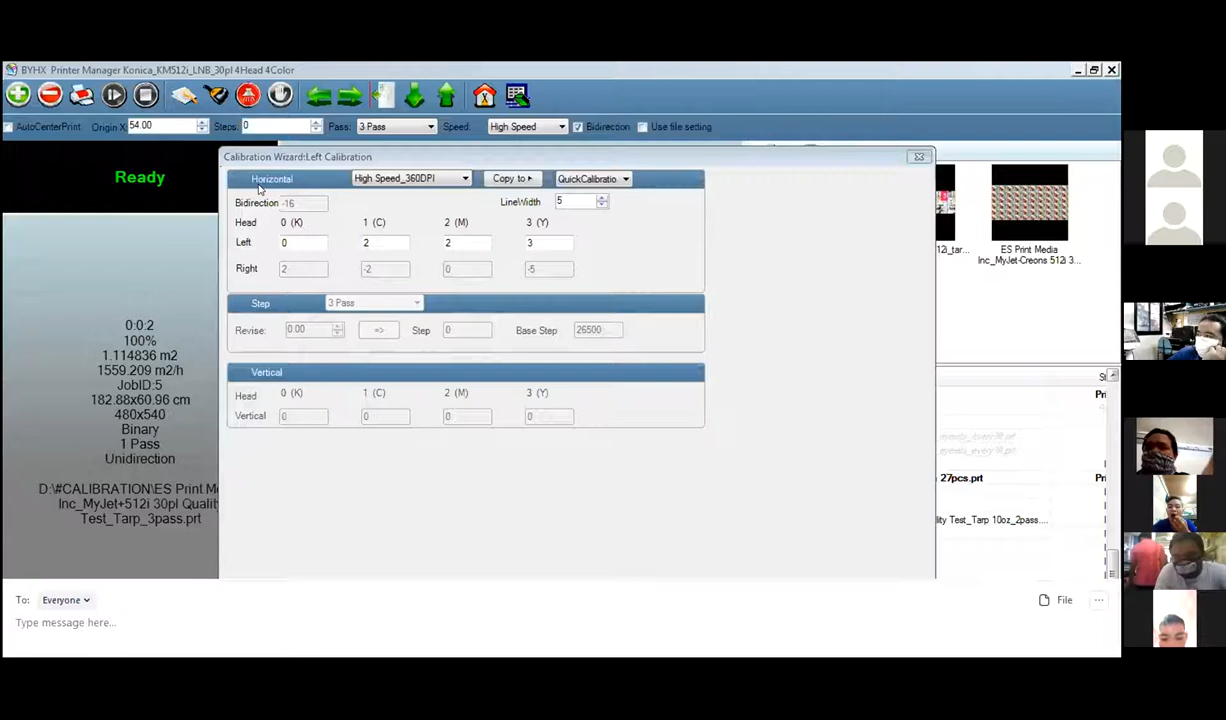 BYHX Printer Manager Konica_KM512i_LNB_30pl 4Head 4Color
AutoCenterPrint Origin X: 54.00 Steps: 0 Pass: 3 Pass Speed: High Speed Bidirection Use file setting
Ready
0:0:2
100%
1.114836 m2
1559.209 m2/h
JobID:5
182.88x60.96 cm
480x540
Binary
1 Pass
Unidirection
D:\#CALIBRATION\ES Print Me
Inc_MyJet+512i 30pl Quality
Test_Tarp_3pass.prt
Calibration Wizard:Left Calibration
Horizontal High Speed_360DPI Copy to QuickCalibratio
Bidirection -16 LineWidth 5
Head 0 (K) 1 (C) 2 (M) 3 (Y)
Left 0 2 2 3
Right 2 -2 0 -5
Step 3 Pass
Revise: 0.00 => Step 0 Base Step 26500
Vertical
Head 0 (K) 1 (C) 2 (M) 3 (Y)
Vertical 0 0 0 0
12i_tar...
ES Print Media
Inc_MyJet-Creons 512i 3...
27pcs.prt
lity Test_Tarp 10oz_2pass....
To: Everyone
File
Type message here...